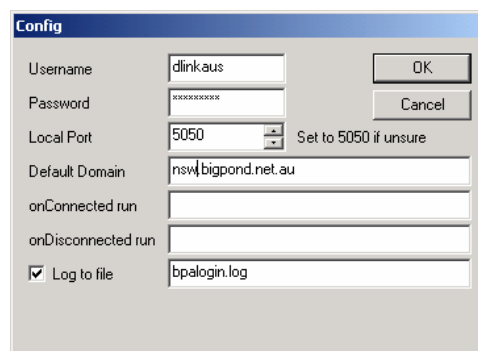 Config
Username dlinkaus OK
Password xxxxxxxxx Cancel
Local Port 5050 Set to 5050 if unsure
Default Domain nsw.bigpond.net.au
onConnected run
onDisconnected run
Log to file bpalogin.log